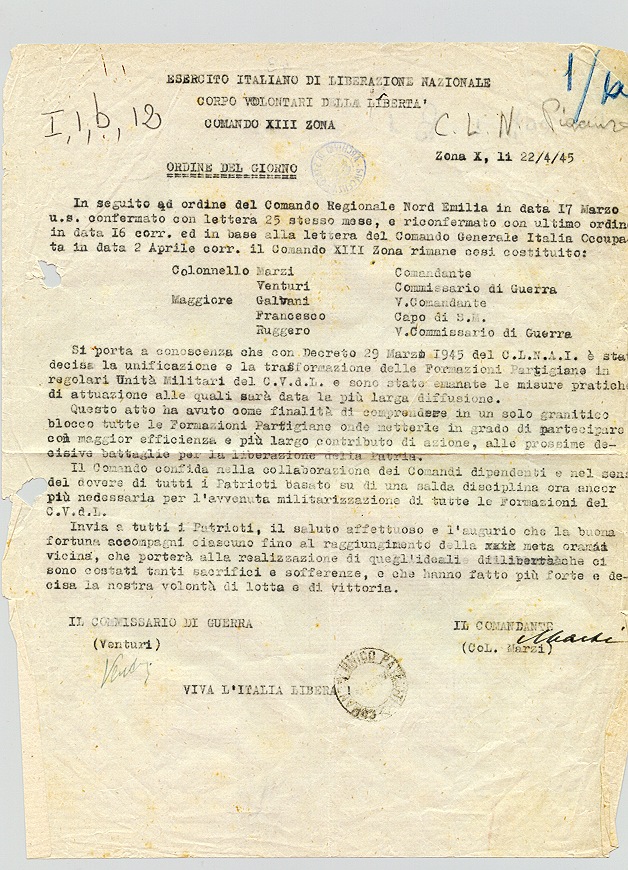 ESERCITO ITALIANO DI LIBERAZIONE NAZIONALE
CORPO VOLONTARI DELLA LIBERTA'
COMANDO XIII ZONA
I,1,b,12
1/
C.L.N. Piacenza
Zona X, li 22/4/45
ORDINE DEL GIORNO
In seguito ad ordine del Comando Regionale Nord Emilia in data I7 Marzo
u.s. confermato con lettera 25 stesso mese, e riconfermato con ultimo ordine
in data I6 corr. ed in base alla lettera del Comando Generale Italia Occupa-
ta in data 2 Aprile corr. il Comando XIII Zona rimane cosi costituito:
Colonnello Marzi Comandante
Venturi Commissario di Guerra
Maggiore Galvani V.Comandante
Francesco Capo di S.M.
Ruggero V.Commissario di Guerra
Si porta a conoscenza che con Decreto 29 Marzo 1945 del C.L.N.A.I. è stat
decisa la unificazione e la trasformazione delle Formazioni Partigiane in
regolari Unità Militari del C.V.d.L. e sono state emanate le misure pratiche
di attuazione alle quali sarà data la più larga diffusione.
Questo atto ha avuto come finalità di comprendere in un solo granitico
blocco tutte le Formazioni Partigiane onde metterle in grado di partecipare
con maggior efficienza e più largo contributo di azione, alle prossime de-
cisive battaglie per la liberazione della Patria.
Il Comando confida nella collaborazione dei Comandi dipendenti e nel sens
del dovere di tutti i Patrioti basato su di una salda disciplina ora ancor
più nedessaria per l'avvenuta militarizzazione di tutte le Formazioni del
C.V.d.L.
Invia a tutti i Patrioti, il saluto affettuoso e l'augurio che la buona
fortuna accompagni ciascuno fino al raggiungimento della meta oramai
vicina, che porterà alla realizzazione di quegl'ideali di libertà che ci
sono costati tanti sacrifici e sofferenze, e che hanno fatto più forte e de-
cisa la nostra volontà di lotta e di vittoria.
IL COMMISSARIO DI GUERRA IL COMANDANTE
(Venturi) (CoL. Marzi)
Venturi Marzi
VIVA L'ITALIA LIBERA
UNICO